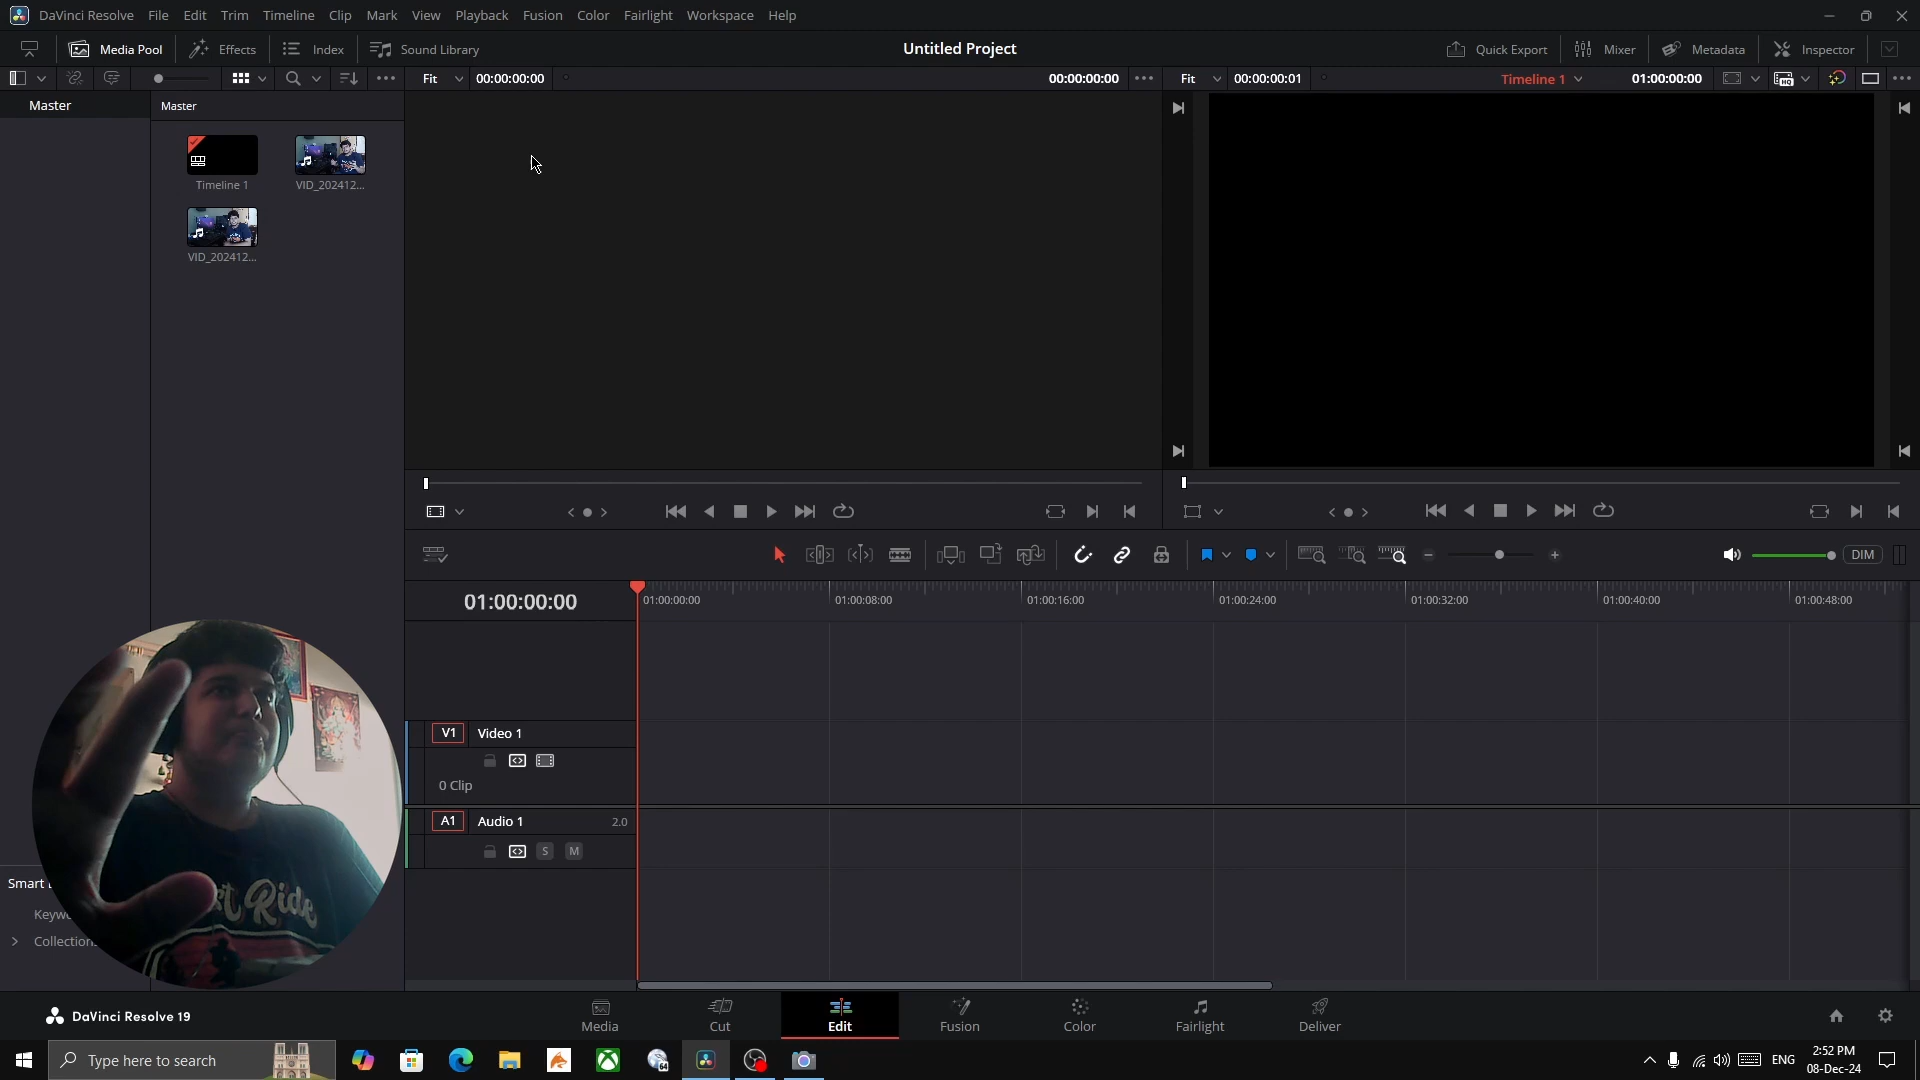 DaVinci Resolve File Edit Trim Timeline Clip Mark View Playback Fusion Color Fairlight Workspace Help
Media Pool Effects Index Sound Library Untitled Project Quick Export Mixer Metadata Inspector
Fit 00:00:00:00 00:00:00:00 Fit 00:00:00:01 Timeline 1 01:00:00:00
Master Master
Timeline 1 VID_202412...
VID_202412...
DIM
01:00:00:00 01:00:00:00 01:00:08:00 01:00:16:00 01:00:24:00 01:00:32:00 01:00:40:00 01:00:48:00
V1 Video 1
0 Clip
A1 Audio 1 2.0
S M
Smart
Collection
Ride
DaVinci Resolve 19 Media Cut Edit Fusion Color Fairlight Deliver
Type here to search 64 ENG 2:52 PM
08-Dec-24